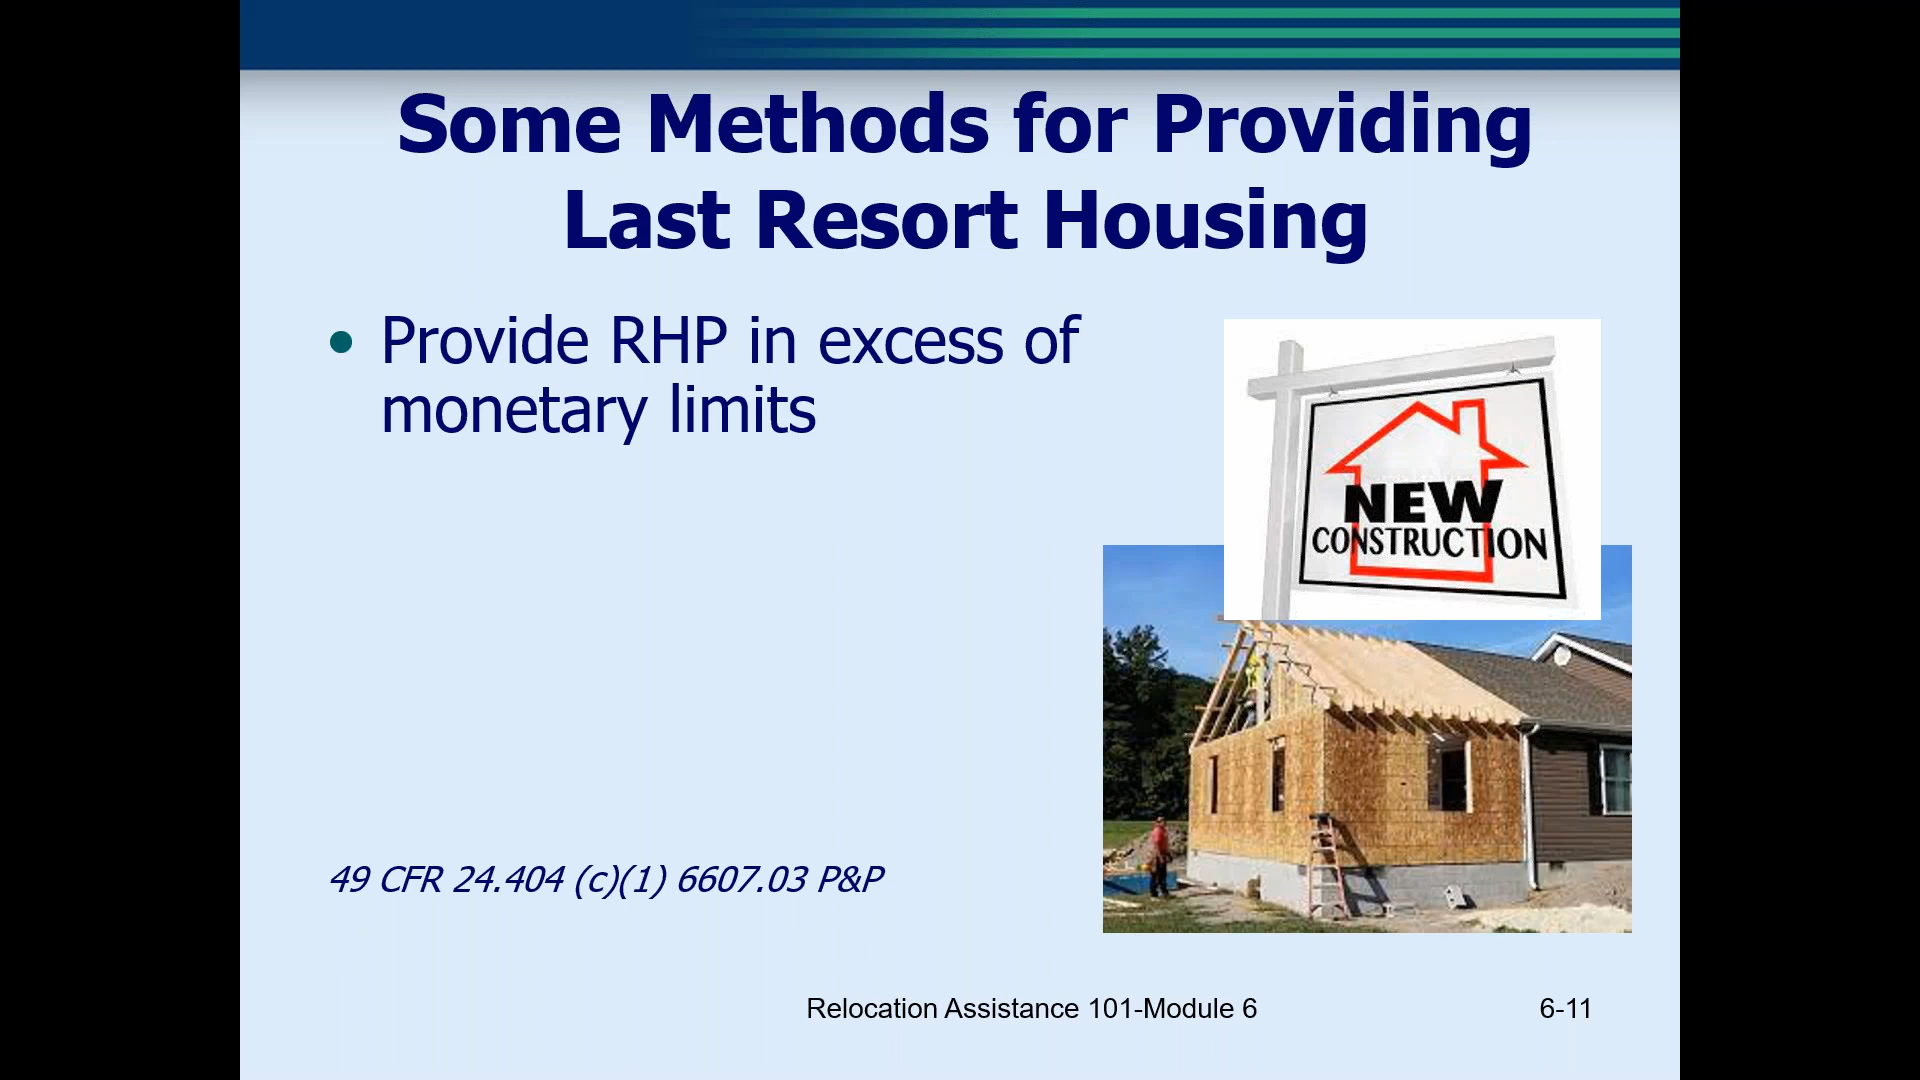 Some Methods for Providing
Last Resort Housing
• Provide RHP in excess of
monetary limits
NEW
CONSTRUCTION
49 CFR 24.404 (c)(1) 6607.03 P&P
Relocation Assistance 101-Module 6
6-11